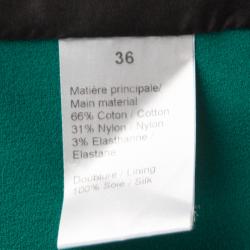 36
Matière principale/
Main material
66% Coton / Cotton
31% Nylon / Nylon
3% Elasthanne /
Elastane
Doublure / Lining
100% Soie / Silk